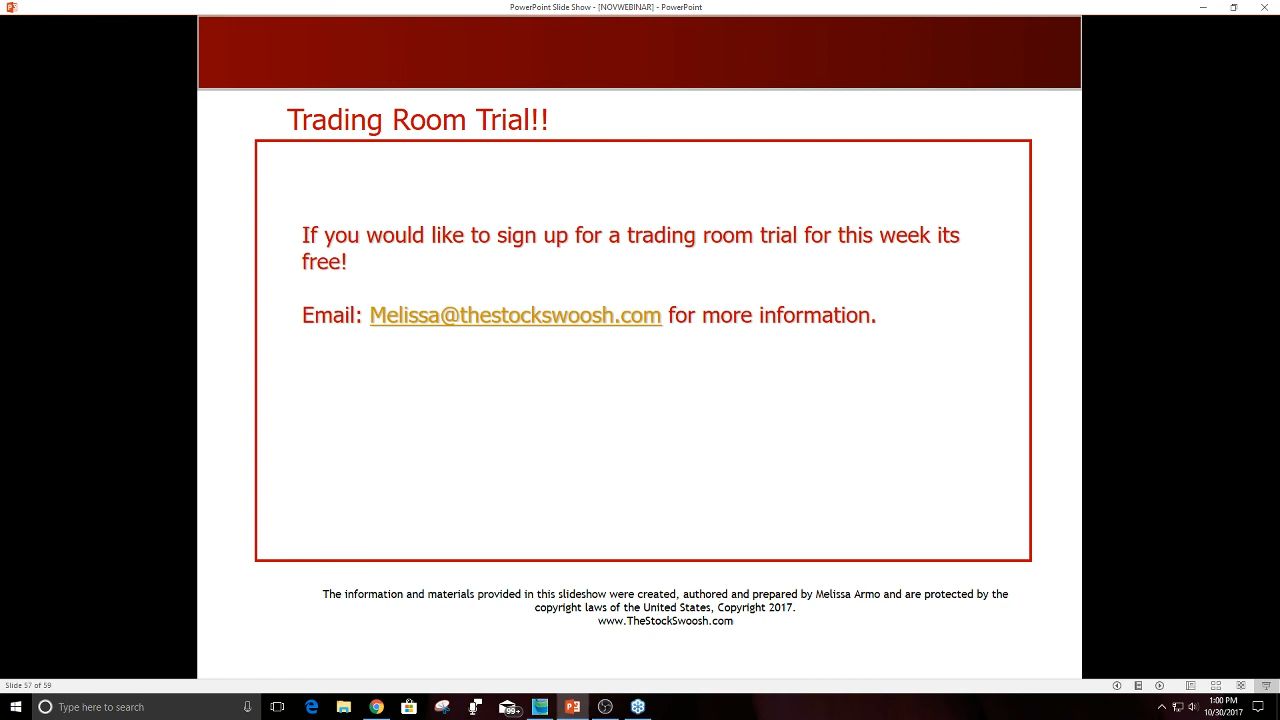 PowerPoint Slide Show - [NOVWEBINAR] - PowerPoint
Trading Room Trial!!
If you would like to sign up for a trading room trial for this week its
free!
Email: Melissa@thestockswoosh.com for more information.
The information and materials provided in this slideshow were created, authored and prepared by Melissa Armo and are protected by the
copyright laws of the United States, Copyright 2017.
www.TheStockSwoosh.com
Slide 57 of 59
Type here to search
99+
1:00 PM
10/30/2017